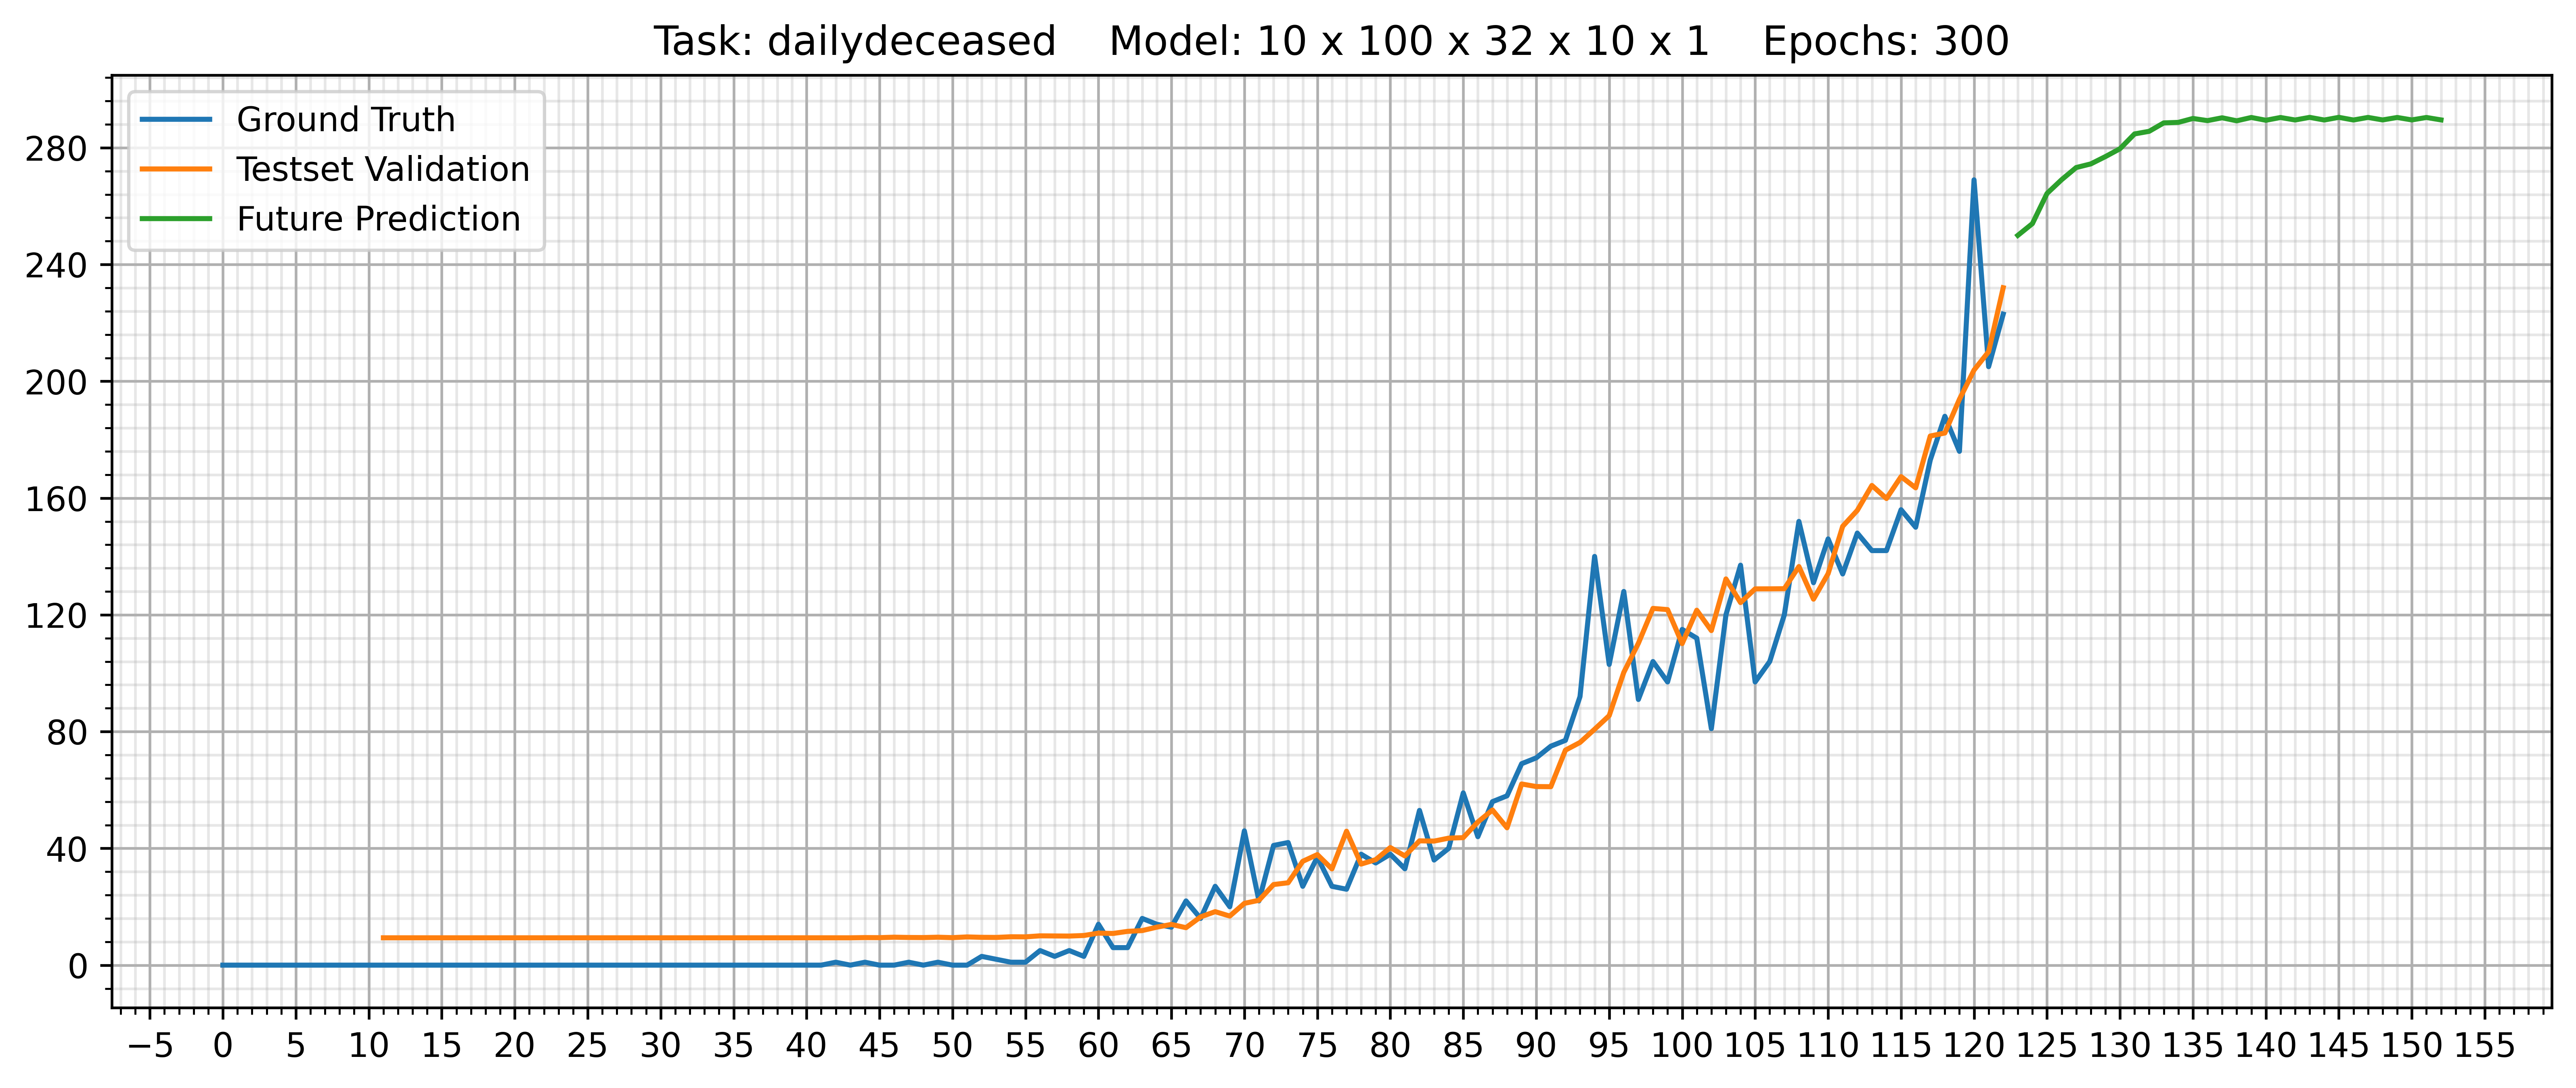 Task: dailydeceased    Model: 10 x 100 x 32 x 10 x 1    Epochs: 300
Ground Truth
Testset Validation
Future Prediction
280
240
200
160
120
80
40
0
−5 0 5 10 15 20 25 30 35 40 45 50 55 60 65 70 75 80 85 90 95 100 105 110 115 120 125 130 135 140 145 150 155